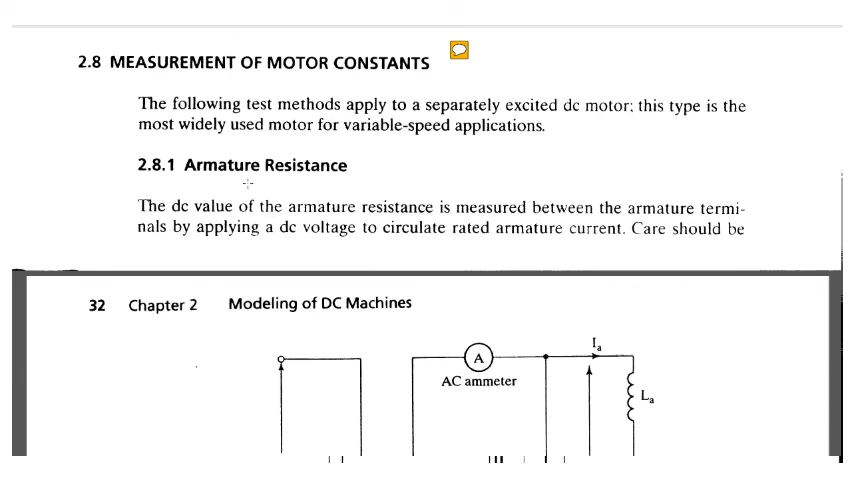 2.8 MEASUREMENT OF MOTOR CONSTANTS
The following test methods apply to a separately excited dc motor; this type is the
most widely used motor for variable-speed applications.
2.8.1 Armature Resistance
The dc value of the armature resistance is measured between the armature termi-
nals by applying a dc voltage to circulate rated armature current. Care should be
32 Chapter 2 Modeling of DC Machines
Ia
A
AC ammeter
La